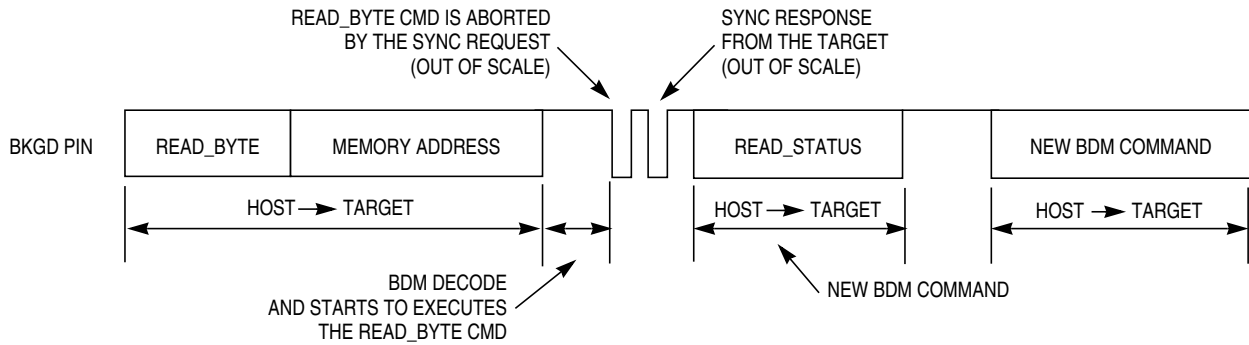 READ_BYTE CMD IS ABORTED
BY THE SYNC REQUEST
(OUT OF SCALE)
SYNC RESPONSE
FROM THE TARGET
(OUT OF SCALE)
BKGD PIN
READ_BYTE
MEMORY ADDRESS
READ_STATUS
NEW BDM COMMAND
HOST → TARGET
HOST → TARGET
HOST → TARGET
BDM DECODE
AND STARTS TO EXECUTES
THE READ_BYTE CMD
NEW BDM COMMAND